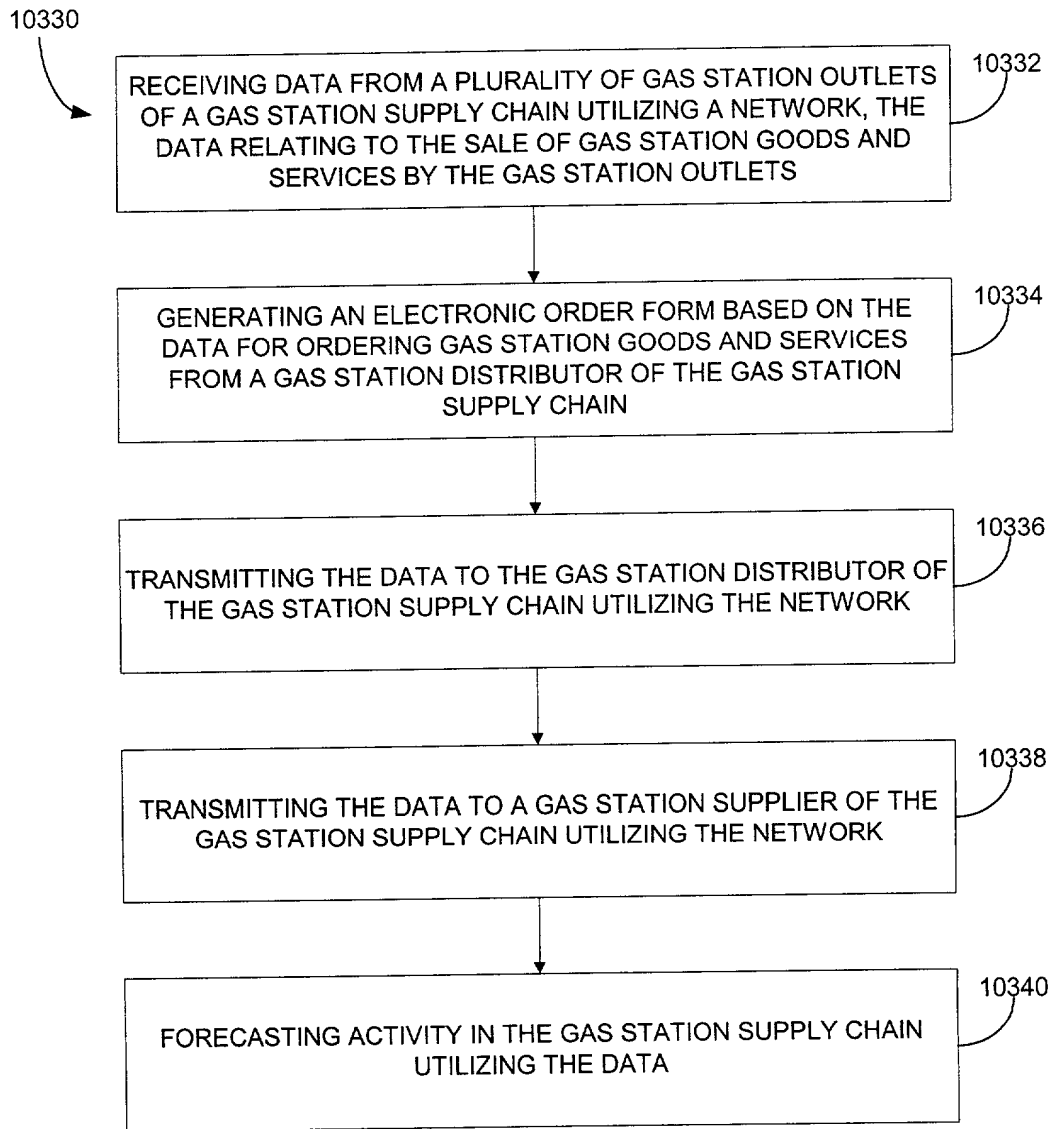 10330
RECEIVING DATA FROM A PLURALITY OF GAS STATION OUTLETS
OF A GAS STATION SUPPLY CHAIN UTILIZING A NETWORK, THE
DATA RELATING TO THE SALE OF GAS STATION GOODS AND
SERVICES BY THE GAS STATION OUTLETS
10332
GENERATING AN ELECTRONIC ORDER FORM BASED ON THE
DATA FOR ORDERING GAS STATION GOODS AND SERVICES
FROM A GAS STATION DISTRIBUTOR OF THE GAS STATION
SUPPLY CHAIN
10334
TRANSMITTING THE DATA TO THE GAS STATION DISTRIBUTOR OF
THE GAS STATION SUPPLY CHAIN UTILIZING THE NETWORK
10336
TRANSMITTING THE DATA TO A GAS STATION SUPPLIER OF THE
GAS STATION SUPPLY CHAIN UTILIZING THE NETWORK
10338
FORECASTING ACTIVITY IN THE GAS STATION SUPPLY CHAIN
UTILIZING THE DATA
10340